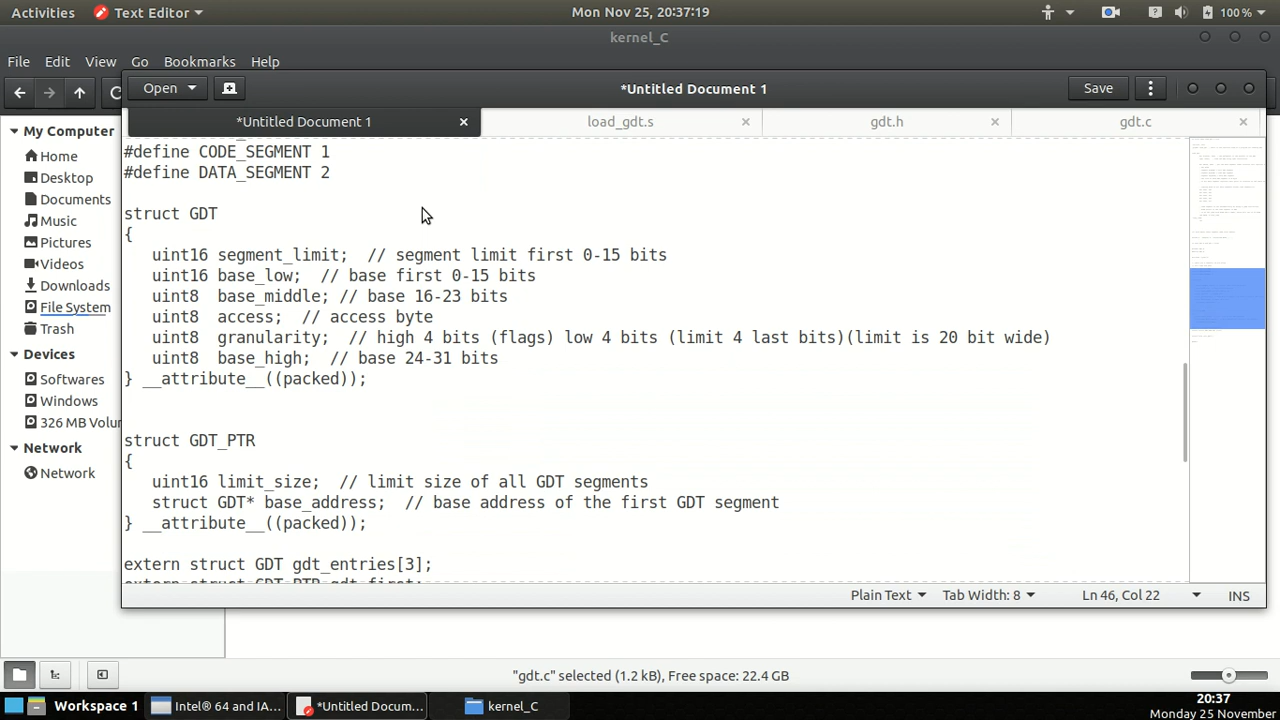 Activities Text Editor Mon Nov 25, 20:37:19 100 %
kernel_C
File Edit View Go Bookmarks Help
Open *Untitled Document 1 Save
*Untitled Document 1 load_gdt.s gdt.h gdt.c
My Computer
Home
Desktop
Documents
Music
Pictures
Videos
Downloads
File System
Trash
Devices
Softwares
Windows
326 MB Volu
Network
Network
#define CODE_SEGMENT 1
#define DATA_SEGMENT 2
struct GDT
{
uint16 segment_limit; // segment limit first 0-15 bits
uint16 base_low; // base first 0-15 bits
uint8 base_middle; // base 16-23 bits
uint8 access; // access byte
uint8 granularity; // high 4 bits (flags) low 4 bits (limit 4 last bits)(limit is 20 bit wide)
uint8 base_high; // base 24-31 bits
} __attribute__((packed));
struct GDT_PTR
{
uint16 limit_size; // limit size of all GDT segments
struct GDT* base_address; // base address of the first GDT segment
} __attribute__((packed));
extern struct GDT gdt_entries[3];
extern struct GDT_PTR gdt_first;
Plain Text Tab Width: 8 Ln 46, Col 22 INS
"gdt.c" selected (1.2 kB), Free space: 22.4 GB
Workspace 1 Intel® 64 and IA... *Untitled Docum... kernel_C 20:37
Monday 25 November